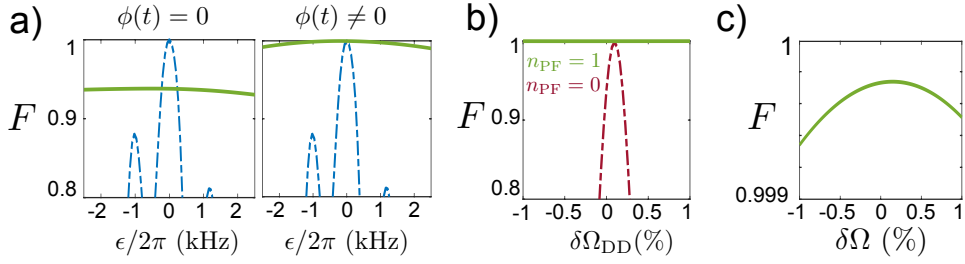 a)
ϕ(t) = 0
ϕ(t) ≠ 0
F
1
0.9
0.8
-2 -1 0 1 2
-2 -1 0 1 2
ϵ/2π (kHz)
ϵ/2π (kHz)
b)
F
1
0.9
0.8
n_PF = 1
n_PF = 0
-1 -0.5 0 0.5 1
δΩ_DD(%)
c)
F
1
0.999
-1 -0.5 0 0.5 1
δΩ (%)